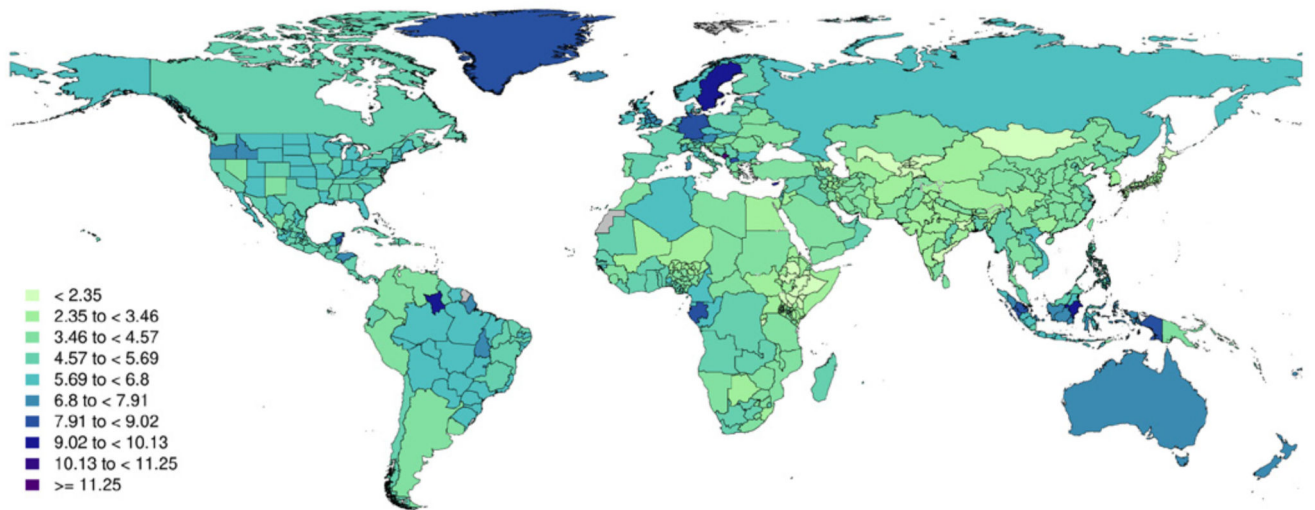 < 2.35
2.35 to < 3.46
3.46 to < 4.57
4.57 to < 5.69
5.69 to < 6.8
6.8 to < 7.91
7.91 to < 9.02
9.02 to < 10.13
10.13 to < 11.25
>= 11.25